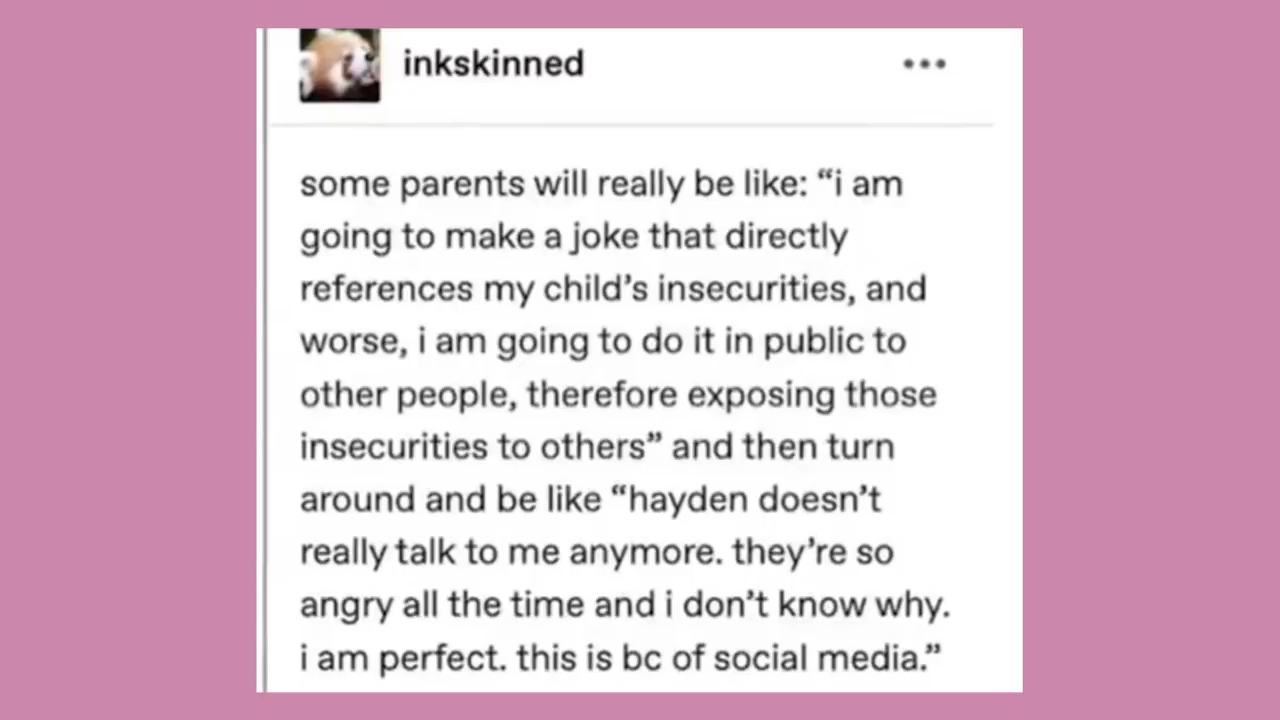 inkskinned
some parents will really be like: “i am
going to make a joke that directly
references my child’s insecurities, and
worse, i am going to do it in public to
other people, therefore exposing those
insecurities to others” and then turn
around and be like “hayden doesn’t
really talk to me anymore. they’re so
angry all the time and i don’t know why.
i am perfect. this is bc of social media.”